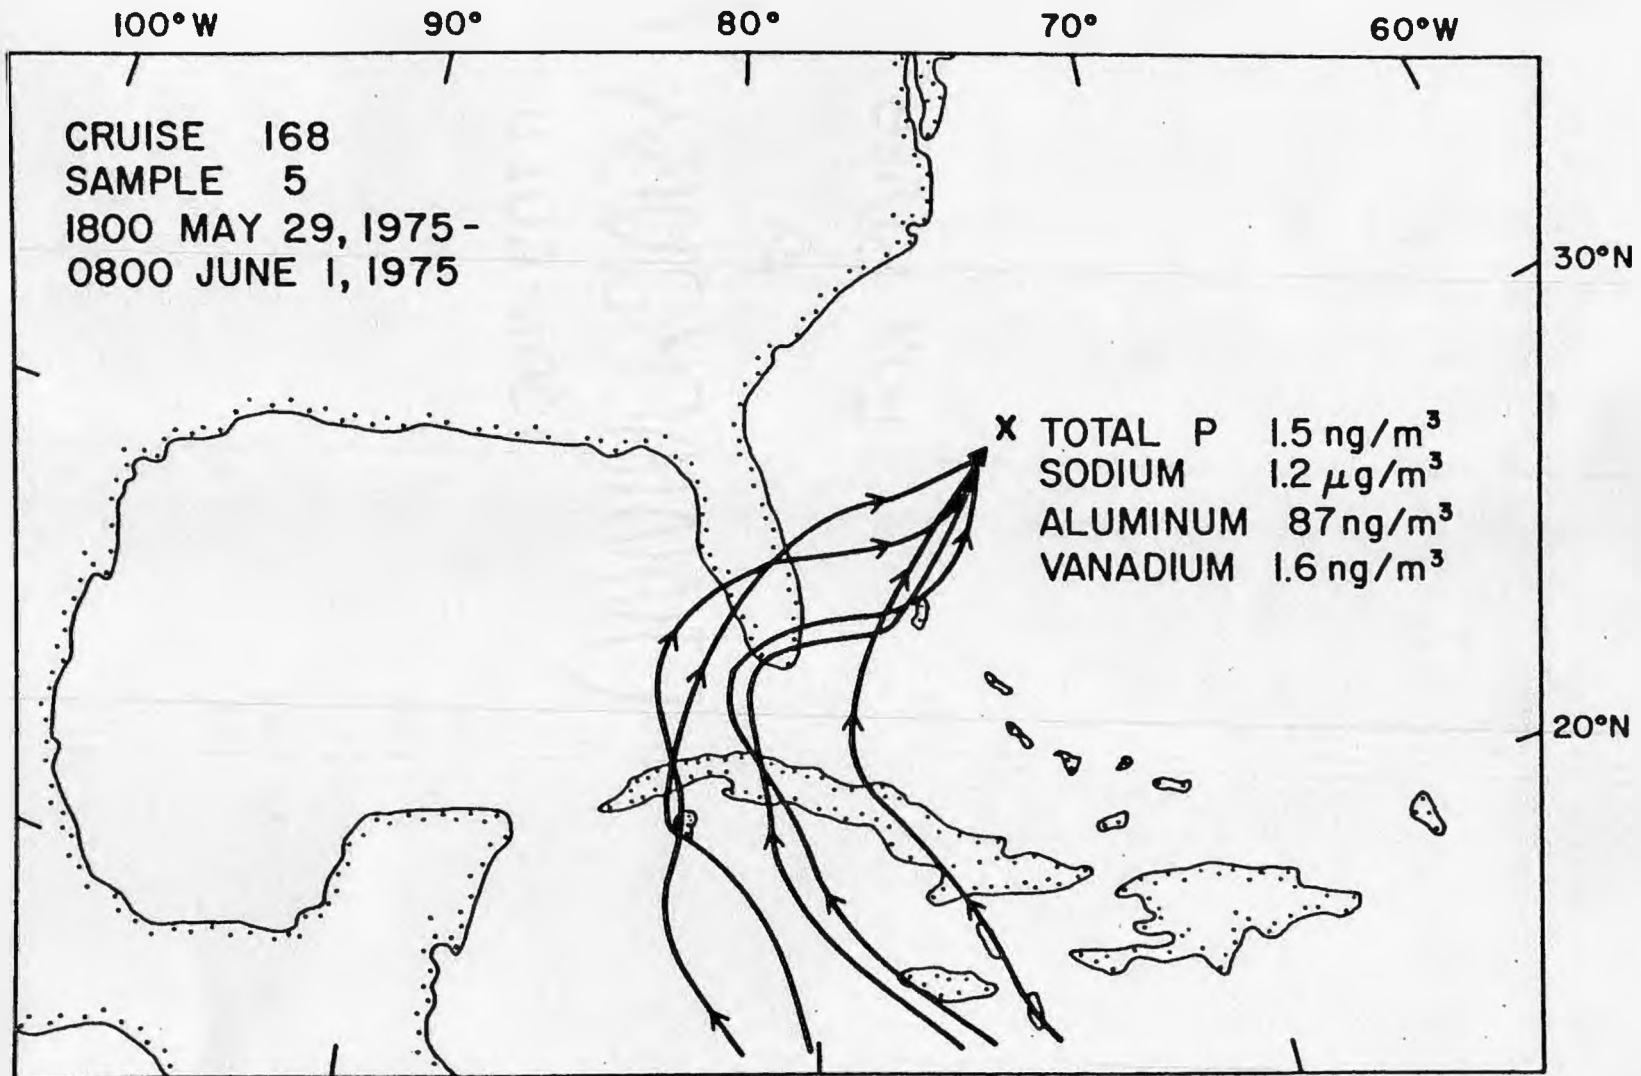 100°W 90° 80° 70° 60°W
CRUISE 168
SAMPLE 5
1800 MAY 29, 1975-
0800 JUNE 1, 1975
30°N
X TOTAL P 1.5 ng/m³
SODIUM 1.2 μg/m³
ALUMINUM 87 ng/m³
VANADIUM 1.6 ng/m³
20°N